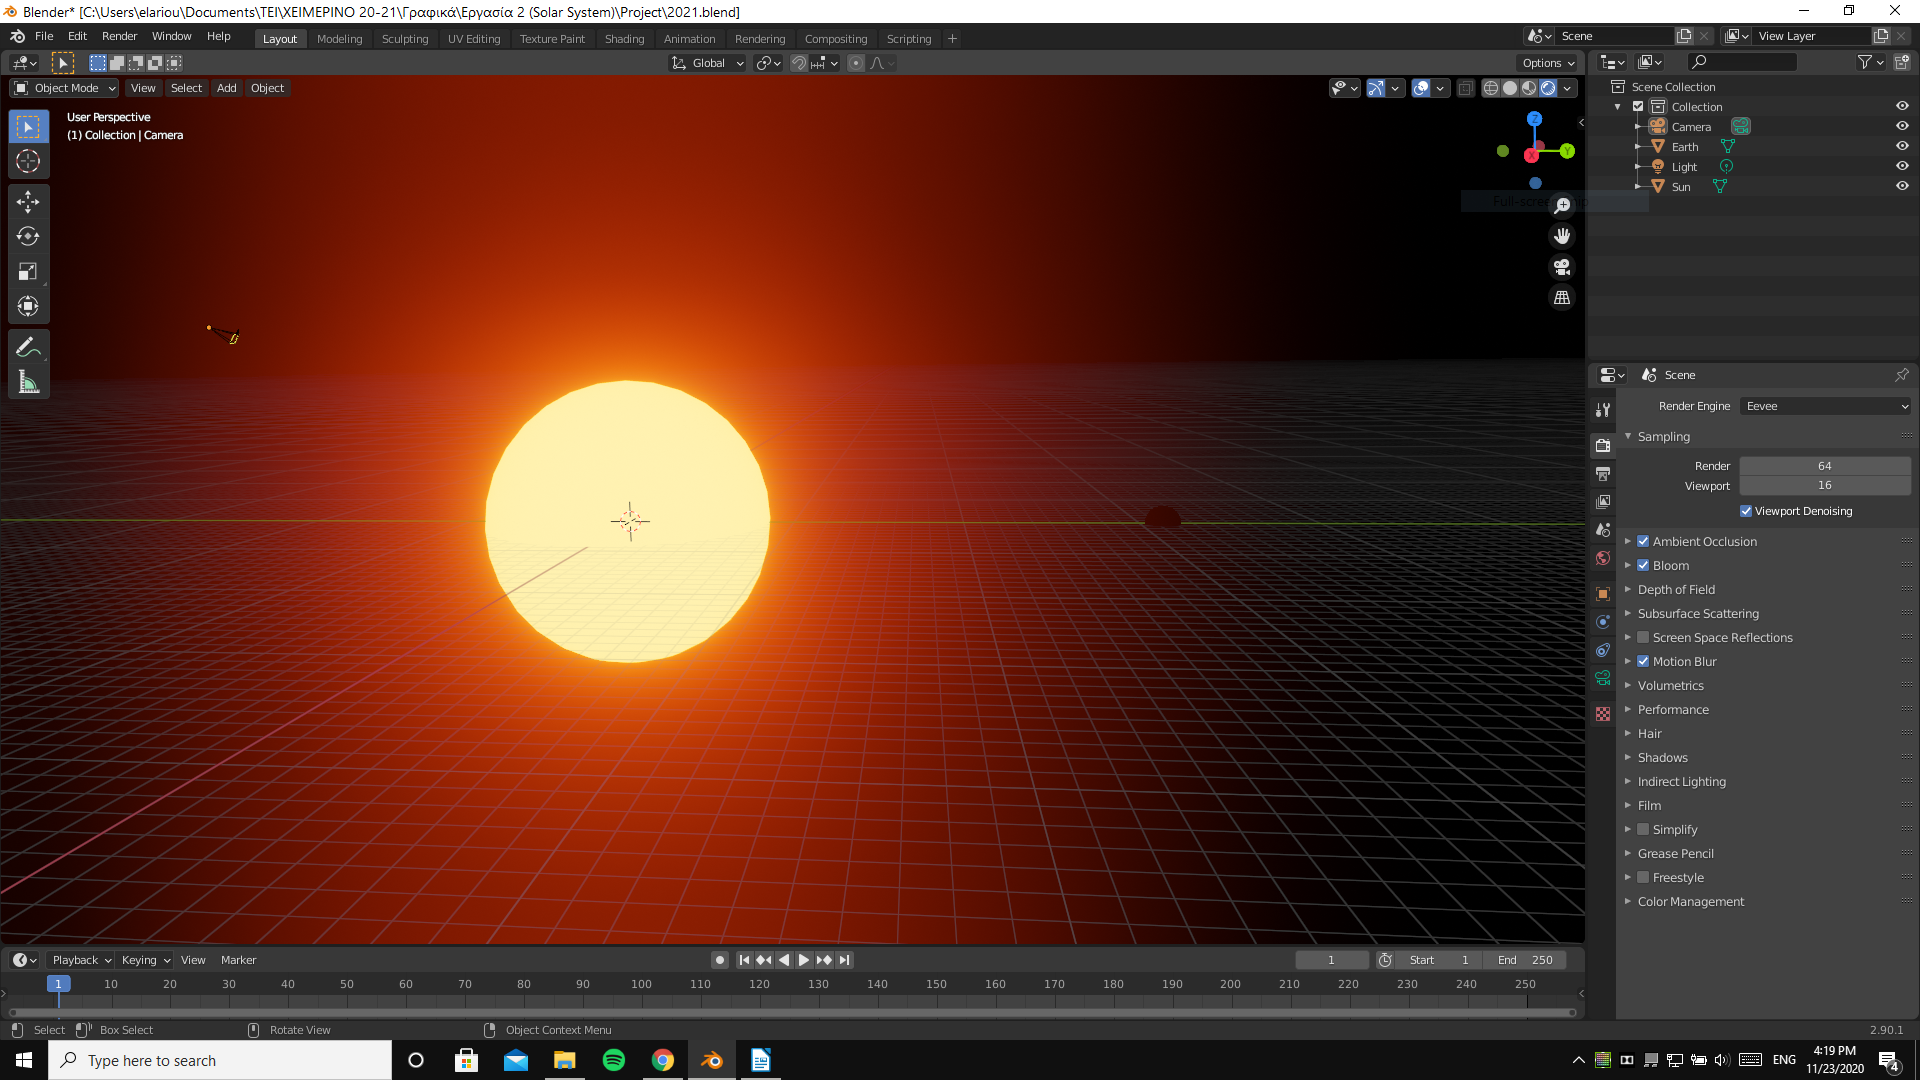 Blender* [C:\Users\elariou\Documents\TEI\ΧΕΙΜΕΡΙΝΟ 20-21\Γραφικά\Εργασία 2 (Solar System)\Project\2021.blend]
File Edit Render Window Help Layout Modeling Sculpting UV Editing Texture Paint Shading Animation Rendering Compositing Scripting + Scene View Layer
Global Options
Object Mode View Select Add Object
User Perspective
(1) Collection | Camera
Z
Y
X
Full-screen
Scene Collection
Collection
Camera
Earth
Light
Sun
Scene
Render Engine Eevee
Sampling
Render 64
Viewport 16
Viewport Denoising
Ambient Occlusion
Bloom
Depth of Field
Subsurface Scattering
Screen Space Reflections
Motion Blur
Volumetrics
Performance
Hair
Shadows
Indirect Lighting
Film
Simplify
Grease Pencil
Freestyle
Color Management
Playback Keying View Marker 1 Start 1 End 250
1 10 20 30 40 50 60 70 80 90 100 110 120 130 140 150 160 170 180 190 200 210 220 230 240 250
Select Box Select Rotate View Object Context Menu 2.90.1
Type here to search ENG 4:19 PM
11/23/2020 4